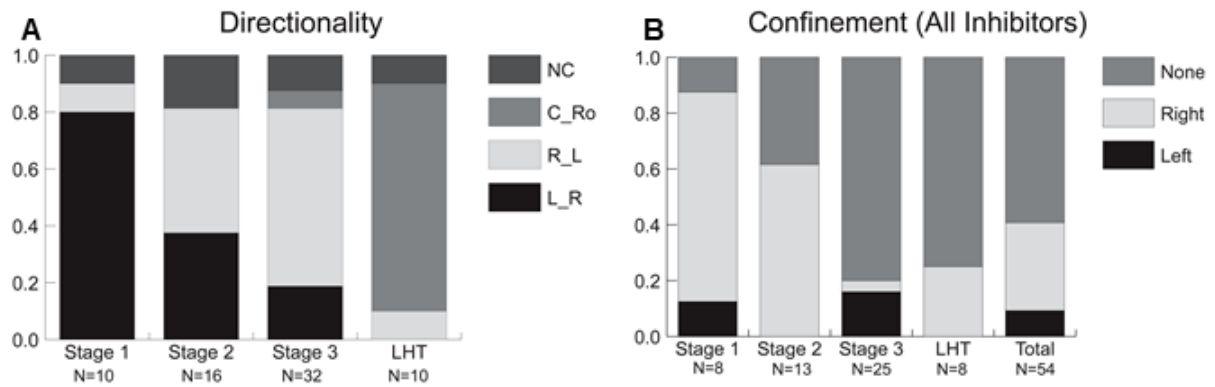 A
Directionality
1.0
0.8
0.6
0.4
0.2
0.0
Stage 1
Stage 2
Stage 3
LHT
N=10
N=16
N=32
N=10
NC
C_Ro
R_L
L_R
B
Confinement (All Inhibitors)
1.0
0.8
0.6
0.4
0.2
0.0
Stage 1
Stage 2
Stage 3
LHT
Total
N=8
N=13
N=25
N=8
N=54
None
Right
Left